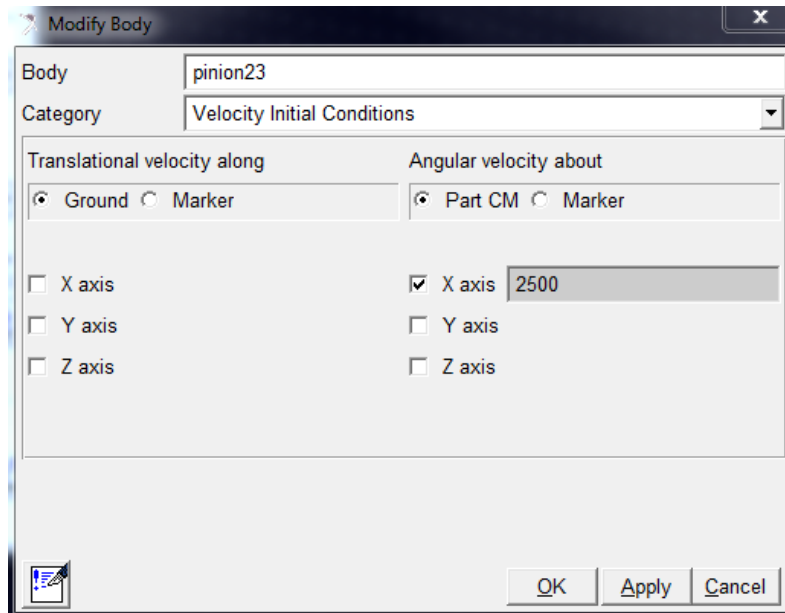 Modify Body
x
Body pinion23
Category Velocity Initial Conditions
Translational velocity along Angular velocity about
Ground Marker Part CM Marker
X axis X axis 2500
Y axis Y axis
Z axis Z axis
OK Apply Cancel